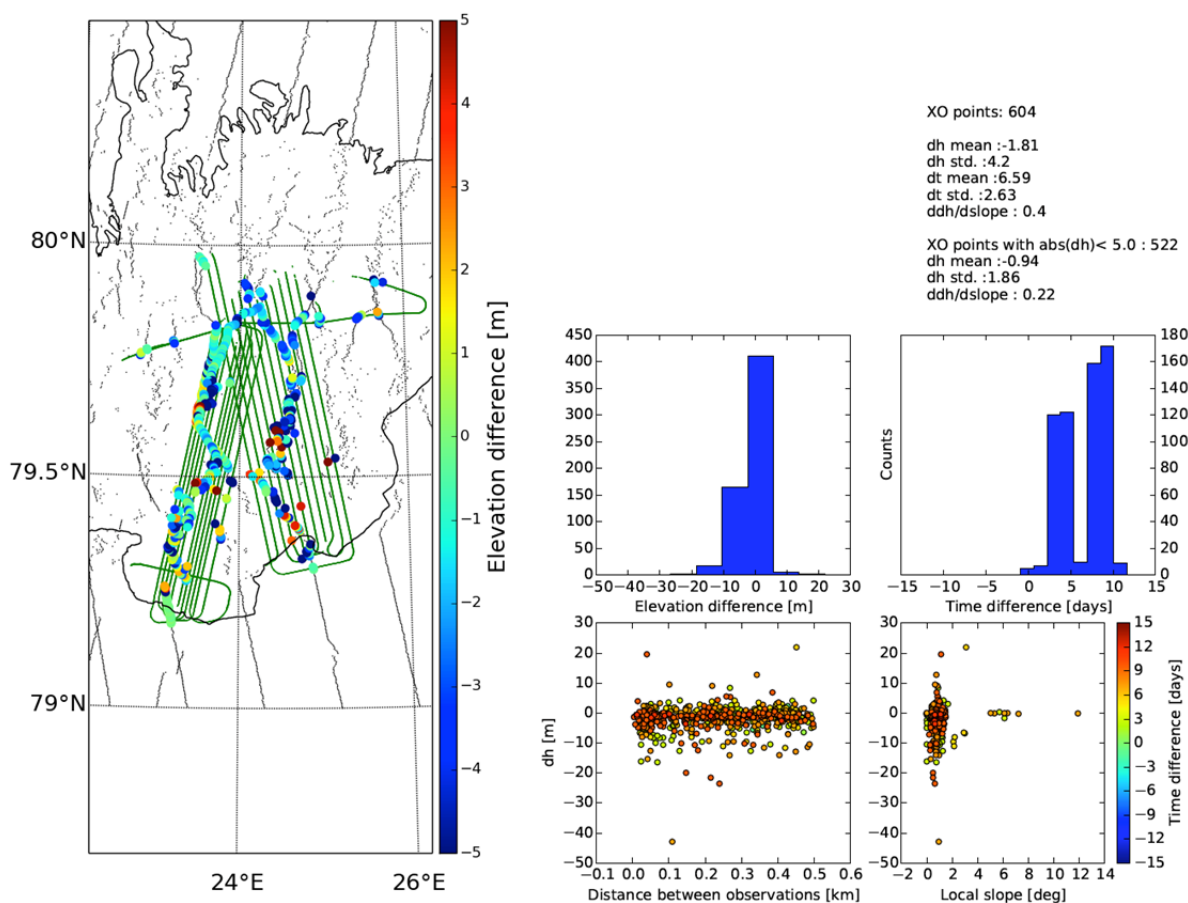 5
4
3
2
1
0
−1
−2
−3
−4
−5
Elevation difference [m]
80°N
79.5°N
79°N
24°E
26°E
XO points: 604
dh mean :-1.81
dh std. :4.2
dt mean :6.59
dt std. :2.63
ddh/dslope : 0.4
XO points with abs(dh)< 5.0 : 522
dh mean :-0.94
dh std. :1.86
ddh/dslope : 0.22
450
400
350
300
250
200
150
100
50
0
−50 −40 −30 −20 −10 0 10 20 30
Elevation difference [m]
Counts
180
160
140
120
100
80
60
40
20
0
−15 −10 −5 0 5 10 15
Time difference [days]
dh [m]
30
20
10
0
−10
−20
−30
−40
−50
−0.1 0.0 0.1 0.2 0.3 0.4 0.5 0.6
Distance between observations [km]
30
20
10
0
−10
−20
−30
−40
−50
−2 0 2 4 6 8 10 12 14
Local slope [deg]
15
12
9
6
3
0
−3
−6
−9
−12
−15
Time difference [days]